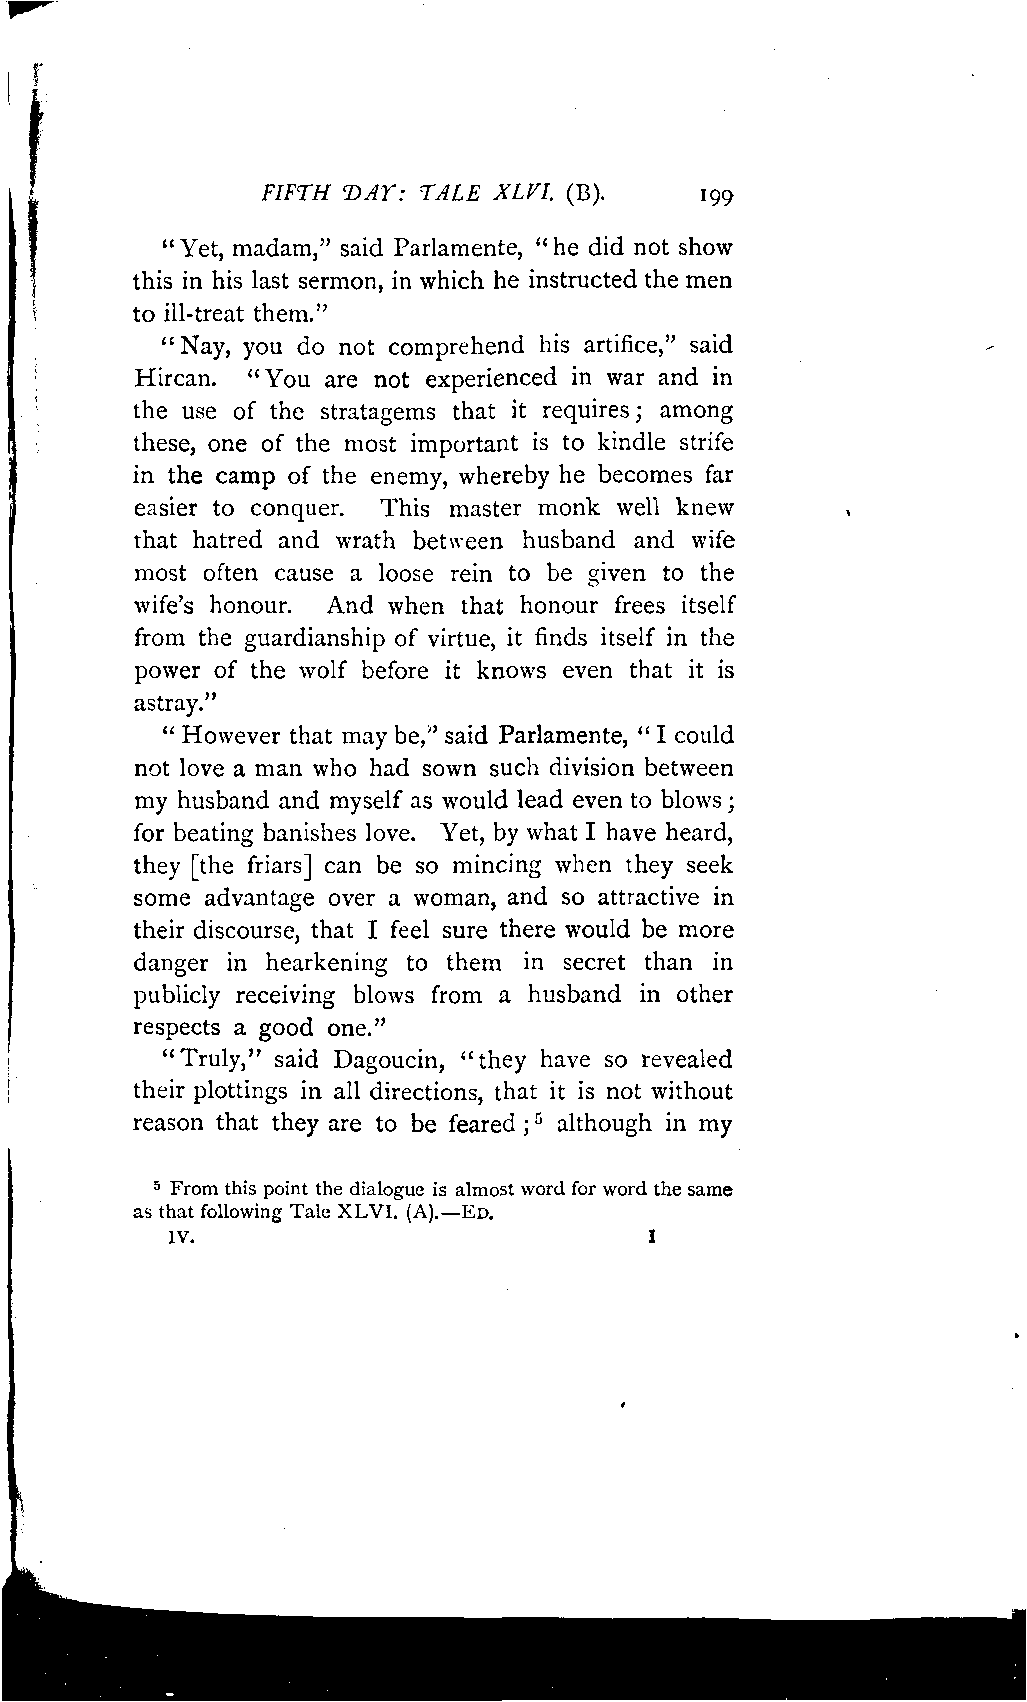 FIFTH DAY: TALE XLVI. (B). 199
“Yet, madam,” said Parlamente, “he did not show
this in his last sermon, in which he instructed the men
to ill-treat them.”
“Nay, you do not comprehend his artifice,” said
Hircan. “You are not experienced in war and in
the use of the stratagems that it requires; among
these, one of the most important is to kindle strife
in the camp of the enemy, whereby he becomes far
easier to conquer. This master monk well knew
that hatred and wrath between husband and wife
most often cause a loose rein to be given to the
wife’s honour. And when that honour frees itself
from the guardianship of virtue, it finds itself in the
power of the wolf before it knows even that it is
astray.”
“However that may be,” said Parlamente, “I could
not love a man who had sown such division between
my husband and myself as would lead even to blows;
for beating banishes love. Yet, by what I have heard,
they [the friars] can be so mincing when they seek
some advantage over a woman, and so attractive in
their discourse, that I feel sure there would be more
danger in hearkening to them in secret than in
publicly receiving blows from a husband in other
respects a good one.”
“Truly,” said Dagoucin, “they have so revealed
their plottings in all directions, that it is not without
reason that they are to be feared;⁵ although in my
⁵ From this point the dialogue is almost word for word the same
as that following Tale XLVI. (A).—ED.
IV. I